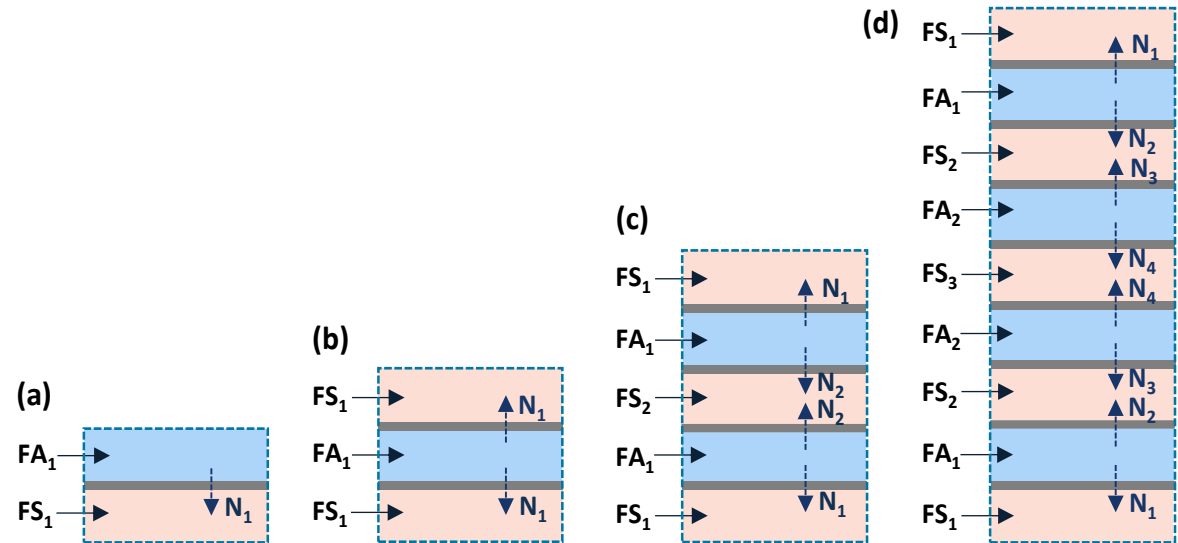 (a)
FA₁
FS₁
N₁
(b)
FS₁
N₁
FA₁
FS₁
N₁
(c)
FS₁
N₁
FA₁
N₂
FS₂
N₂
FA₁
FS₁
N₁
(d)
FS₁
N₁
FA₁
N₂
FS₂
N₃
FA₂
N₄
FS₃
N₄
FA₂
N₃
FS₂
N₂
FA₁
FS₁
N₁